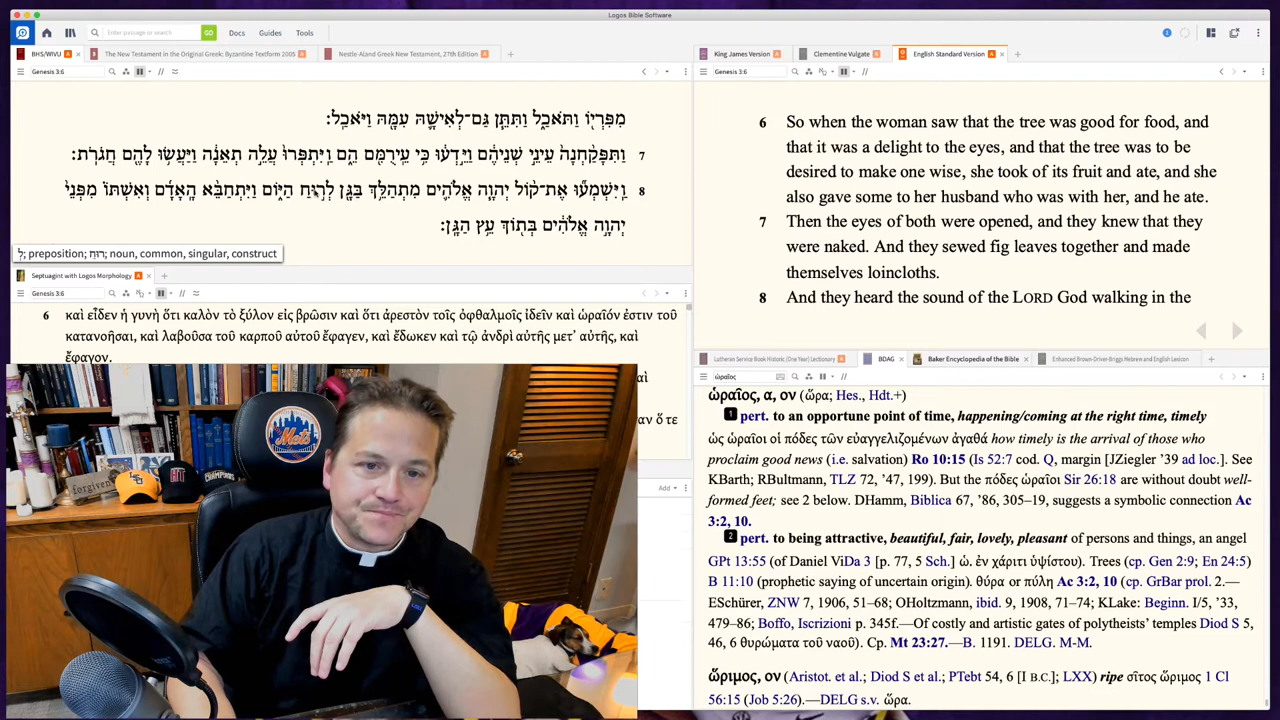 Logos Bible Software
Enter passage or search
GO
Docs
Guides
Tools
BHS/WIVU A
The New Testament in the Original Greek: Byzantine Textform 2005 A
Nestle-Aland Greek New Testament, 27th Edition A
Genesis 3:6
מִפִּרְי֖וֹ וַתֹּאכַ֑ל וַתִּתֵּ֧ן גַּם־לְאִישָׁ֛הּ עִמָּ֖הּ וַיֹּאכַֽל׃
7 וַתִּפָּקַ֙חְנָה֙ עֵינֵ֣י שְׁנֵיהֶ֔ם וַיֵּ֣דְע֔וּ כִּ֥י עֵֽירֻמִּ֖ם הֵ֑ם וַֽיִּתְפְּרוּ֙ עֲלֵ֣ה תְאֵנָ֔ה וַיַּעֲשׂ֥וּ לָהֶ֖ם חֲגֹרֹֽת׃
8 וַֽיִּשְׁמְע֞וּ אֶת־ק֨וֹל יְהוָ֧ה אֱלֹהִ֛ים מִתְהַלֵּ֥ךְ בַּגָּ֖ן לְר֣וּחַ הַיּ֑וֹם וַיִּתְחַבֵּ֨א הָֽאָדָ֜ם וְאִשְׁתּ֗וֹ מִפְּנֵי֙
יְהוָ֣ה אֱלֹהִ֔ים בְּת֖וֹךְ עֵ֥ץ הַגָּֽן׃
לְ; preposition; רוּחַ; noun, common, singular, construct
Septuagint with Logos Morphology A
Genesis 3:6
6 καὶ εἶδεν ἡ γυνὴ ὅτι καλὸν τὸ ξύλον εἰς βρῶσιν καὶ ὅτι ἀρεστὸν τοῖς ὀφθαλμοῖς ἰδεῖν καὶ ὡραῖόν ἐστιν τοῦ
κατανοῆσαι, καὶ λαβοῦσα τοῦ καρποῦ αὐτοῦ ἔφαγεν, καὶ ἔδωκεν καὶ τῷ ἀνδρὶ αὐτῆς μετʼ αὐτῆς, καὶ
ἔφαγον.
αὶ
αν ὅ τε
Add
Mets
forgiven
CHAMPIONS
King James Version A
Clementine Vulgate A
English Standard Version A
Genesis 3:6
6 So when the woman saw that the tree was good for food, and
that it was a delight to the eyes, and that the tree was to be
desired to make one wise, she took of its fruit and ate, and she
also gave some to her husband who was with her, and he ate.
7 Then the eyes of both were opened, and they knew that they
were naked. And they sewed fig leaves together and made
themselves loincloths.
8 And they heard the sound of the LORD God walking in the
Lutheran Service Book Historic (One Year) Lectionary A
BDAG
Baker Encyclopedia of the Bible
Enhanced Brown-Driver-Briggs Hebrew and English Lexicon
ὡραῖος
ὡραῖος, α, ον (ὥρα; Hes., Hdt.+)
1 pert. to an opportune point of time, happening/coming at the right time, timely
ὡς ὡραῖοι οἱ πόδες τῶν εὐαγγελιζομένων ἀγαθά how timely is the arrival of those who
proclaim good news (i.e. salvation) Ro 10:15 (Is 52:7 cod. Q, margin [JZiegler ’39 ad loc.]. See
KBarth; RBultmann, TLZ 72, ’47, 199). But the πόδες ὡραῖοι Sir 26:18 are without doubt well-
formed feet; see 2 below. DHamm, Biblica 67, ’86, 305–19, suggests a symbolic connection Ac
3:2, 10.
2 pert. to being attractive, beautiful, fair, lovely, pleasant of persons and things, an angel
GPt 13:55 (of Daniel ViDa 3 [p. 77, 5 Sch.] ὡ. ἐν χάριτι ὑψίστου). Trees (cp. Gen 2:9; En 24:5)
B 11:10 (prophetic saying of uncertain origin). θύρα or πύλη Ac 3:2, 10 (cp. GrBar prol. 2.—
ESchürer, ZNW 7, 1906, 51–68; OHoltzmann, ibid. 9, 1908, 71–74; KLake: Beginn. I/5, ’33,
479–86; Boffo, Iscrizioni p. 345f.—Of costly and artistic gates of polytheists’ temples Diod S 5,
46, 6 θυρώματα τοῦ ναοῦ). Cp. Mt 23:27.—B. 1191. DELG. M-M.
ὥριμος, ον (Aristot. et al.; Diod S et al.; PTebt 54, 6 [I B.C.]; LXX) ripe σῖτος ὥριμος 1 Cl
56:15 (Job 5:26).—DELG s.v. ὥρα.